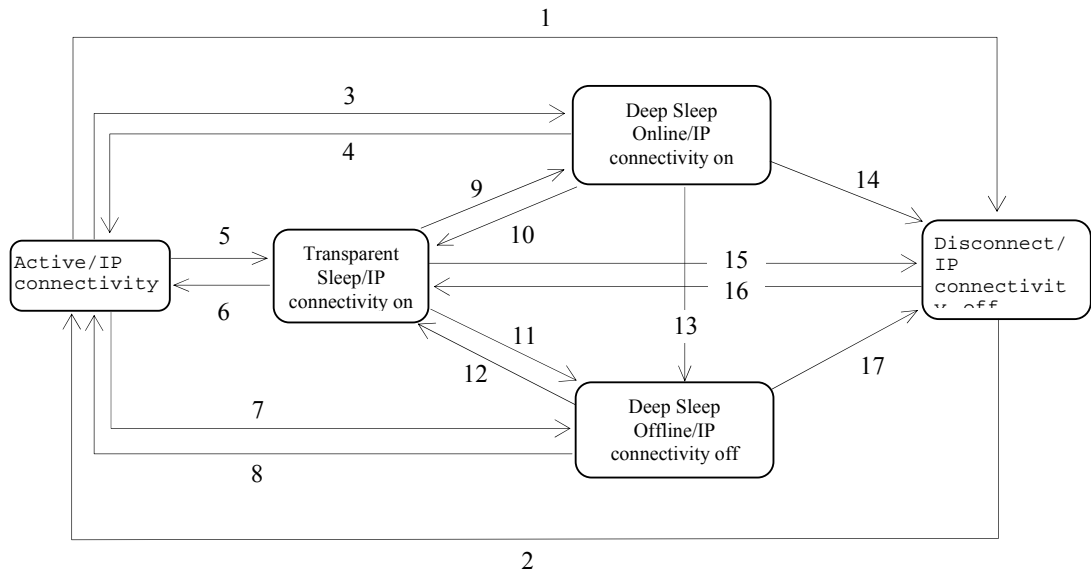 1
3
Deep Sleep
Online/IP
connectivity on
4
9
14
10
5
Active/IP
connectivity
Transparent
Sleep/IP
connectivity on
15
16
Disconnect/
IP
connectivit
y off
6
13
11
12
17
7
Deep Sleep
Offline/IP
connectivity off
8
2